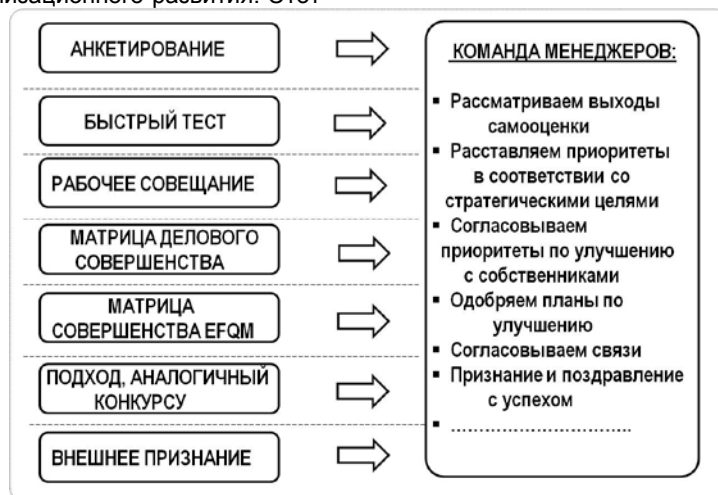 АНКЕТИРОВАНИЕ
БЫСТРЫЙ ТЕСТ
РАБОЧЕЕ СОВЕЩАНИЕ
МАТРИЦА ДЕЛОВОГО
СОВЕРШЕНСТВА
МАТРИЦА
СОВЕРШЕНСТВА EFQM
ПОДХОД, АНАЛОГИЧНЫЙ
КОНКУРСУ
ВНЕШНЕЕ ПРИЗНАНИЕ
КОМАНДА МЕНЕДЖЕРОВ:
▪ Рассматриваем выходы
самооценки
▪ Расставляем приоритеты
в соответствии со
стратегическими целями
▪ Согласовываем
приоритеты по улучшению
с собственниками
▪ Одобряем планы по
улучшению
▪ Согласовываем связи
▪ Признание и поздравление
с успехом
▪ ................................